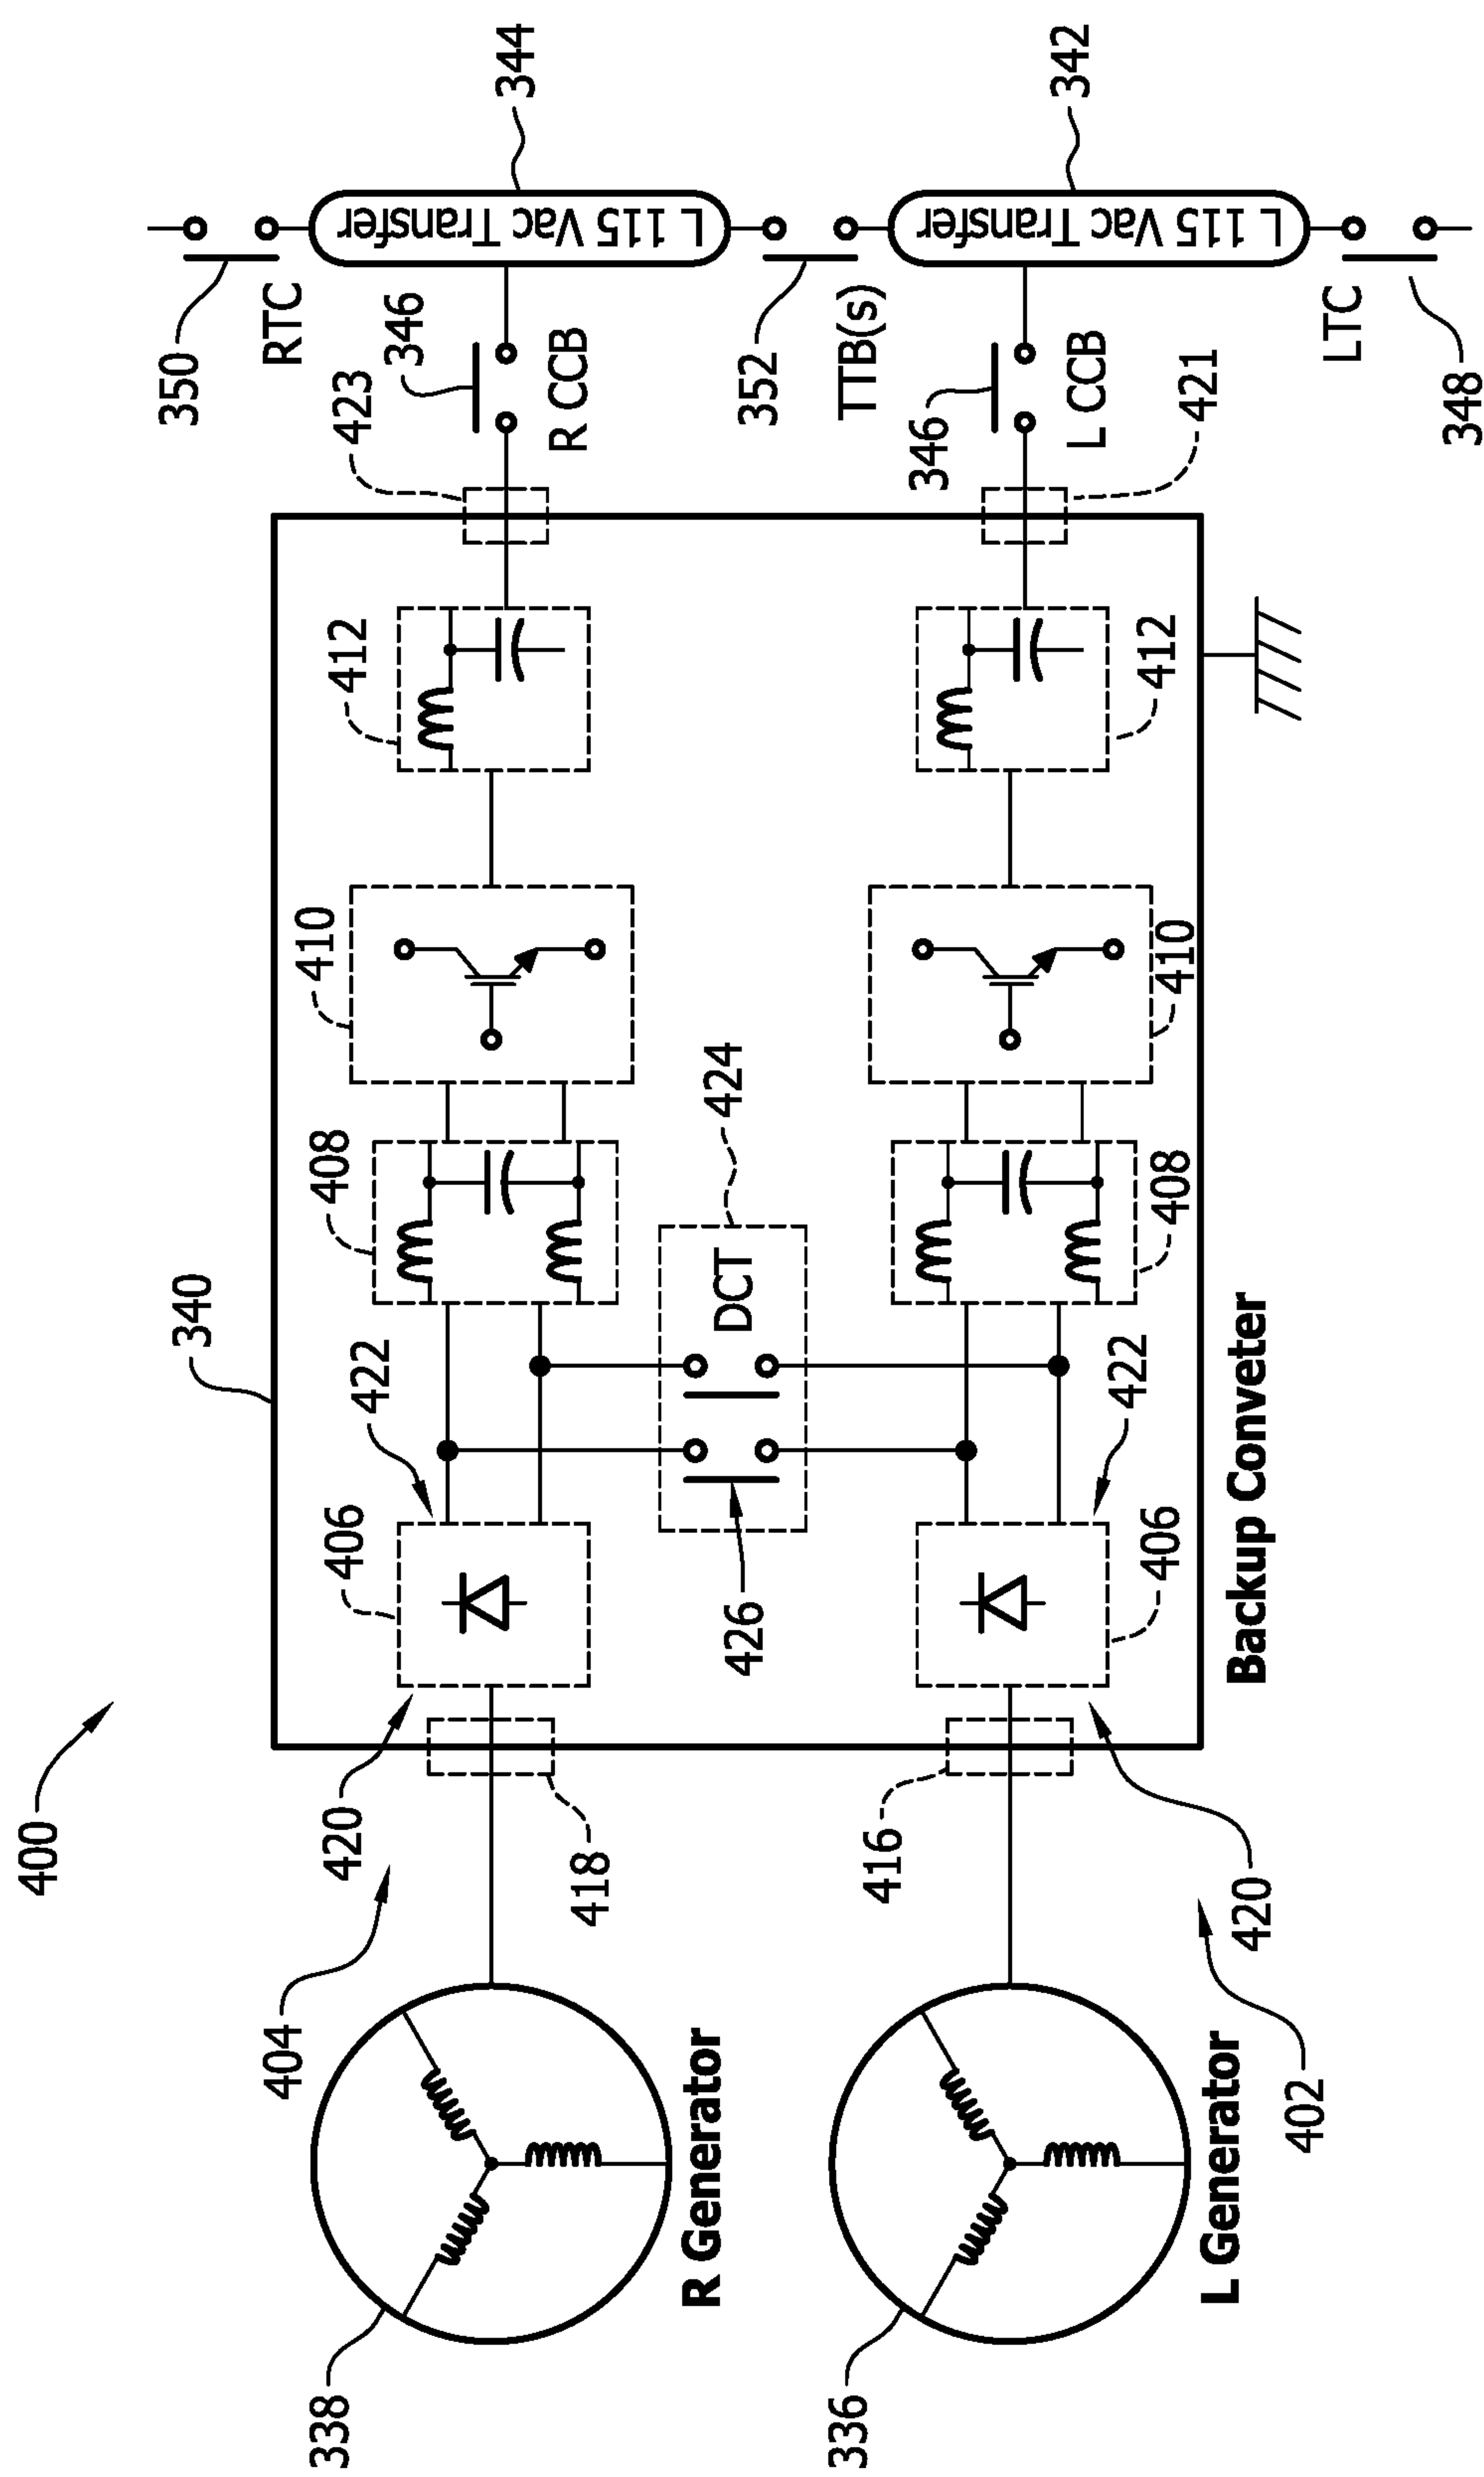 400
340
404
420
406
422
408
410
412
423
346
350
RTC
344
338
R Generator
418
R CCB
L 115 Vac Transfer
426
DCT
424
352
TTB(s)
336
L Generator
416
346
L CCB
L 115 Vac Transfer
342
402
420
406
422
408
410
412
421
LTC
348
Backup Conveter